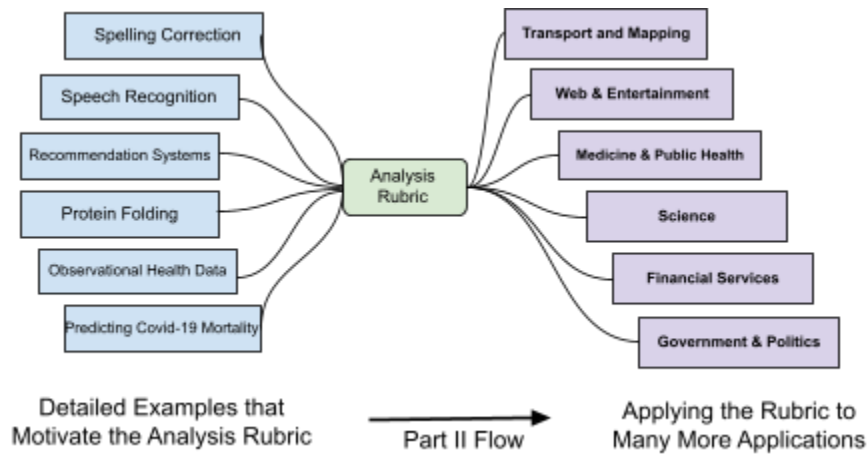 Spelling Correction
Speech Recognition
Recommendation Systems
Protein Folding
Observational Health Data
Predicting Covid-19 Mortality
Analysis
Rubric
Transport and Mapping
Web & Entertainment
Medicine & Public Health
Science
Financial Services
Government & Politics
Detailed Examples that
Motivate the Analysis Rubric
Part II Flow
Applying the Rubric to
Many More Applications